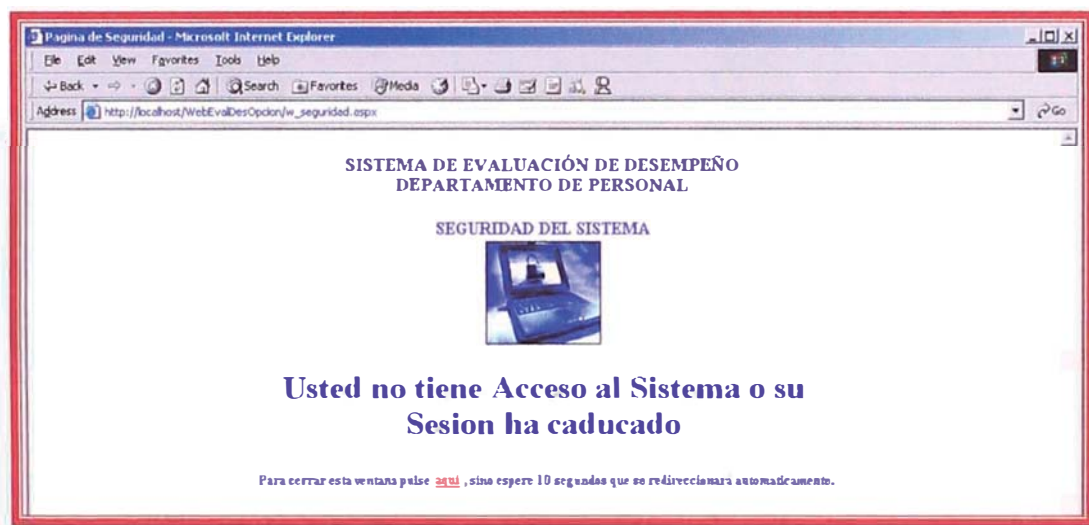 Pagina de Seguridad - Microsoft Internet Explorer
File Edit View Favorites Tools Help
Back Search Favorites Media
Address http://localhost/WebEvalDesOpcion/w_seguridad.aspx Go
SISTEMA DE EVALUACIÓN DE DESEMPEÑO
DEPARTAMENTO DE PERSONAL
SEGURIDAD DEL SISTEMA
Usted no tiene Acceso al Sistema o su
Sesion ha caducado
Para cerrar esta ventana pulse aqui , sino espere 10 segundos que se redireccionara automaticamente.